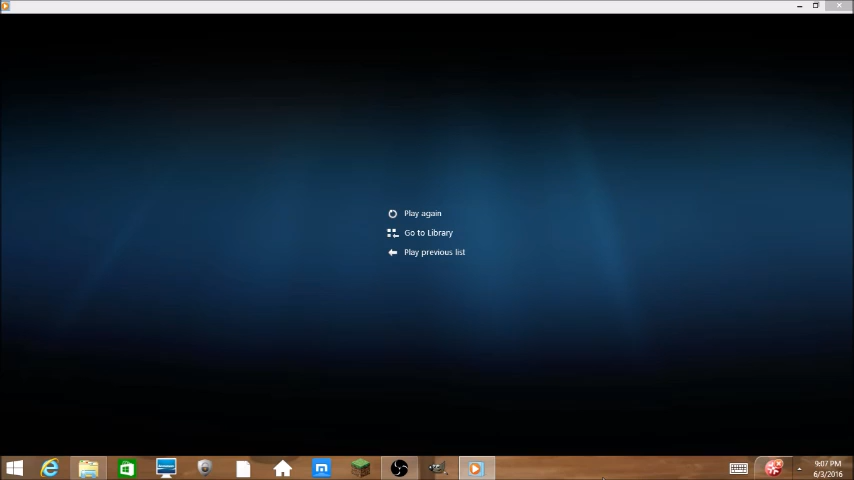 Play again
Go to Library
Play previous list
9:07 PM
6/3/2016